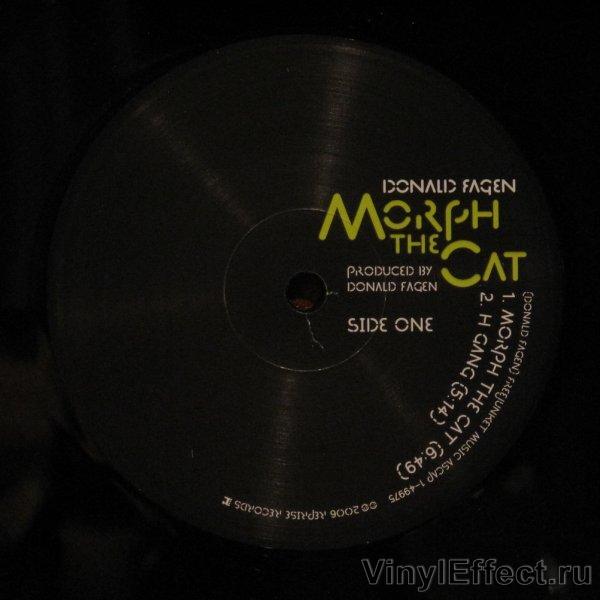 DONALD FAGEN
MORPH
THE CAT
PRODUCED BY
DONALD FAGEN
SIDE ONE
1. MORPH THE CAT (6:49)
2. H GANG (5:14)
(DONALD FAGEN) FREEJUNKET MUSIC ASCAP 1-49975
℗©2006 REPRISE RECORDS
VinylEffect.ru